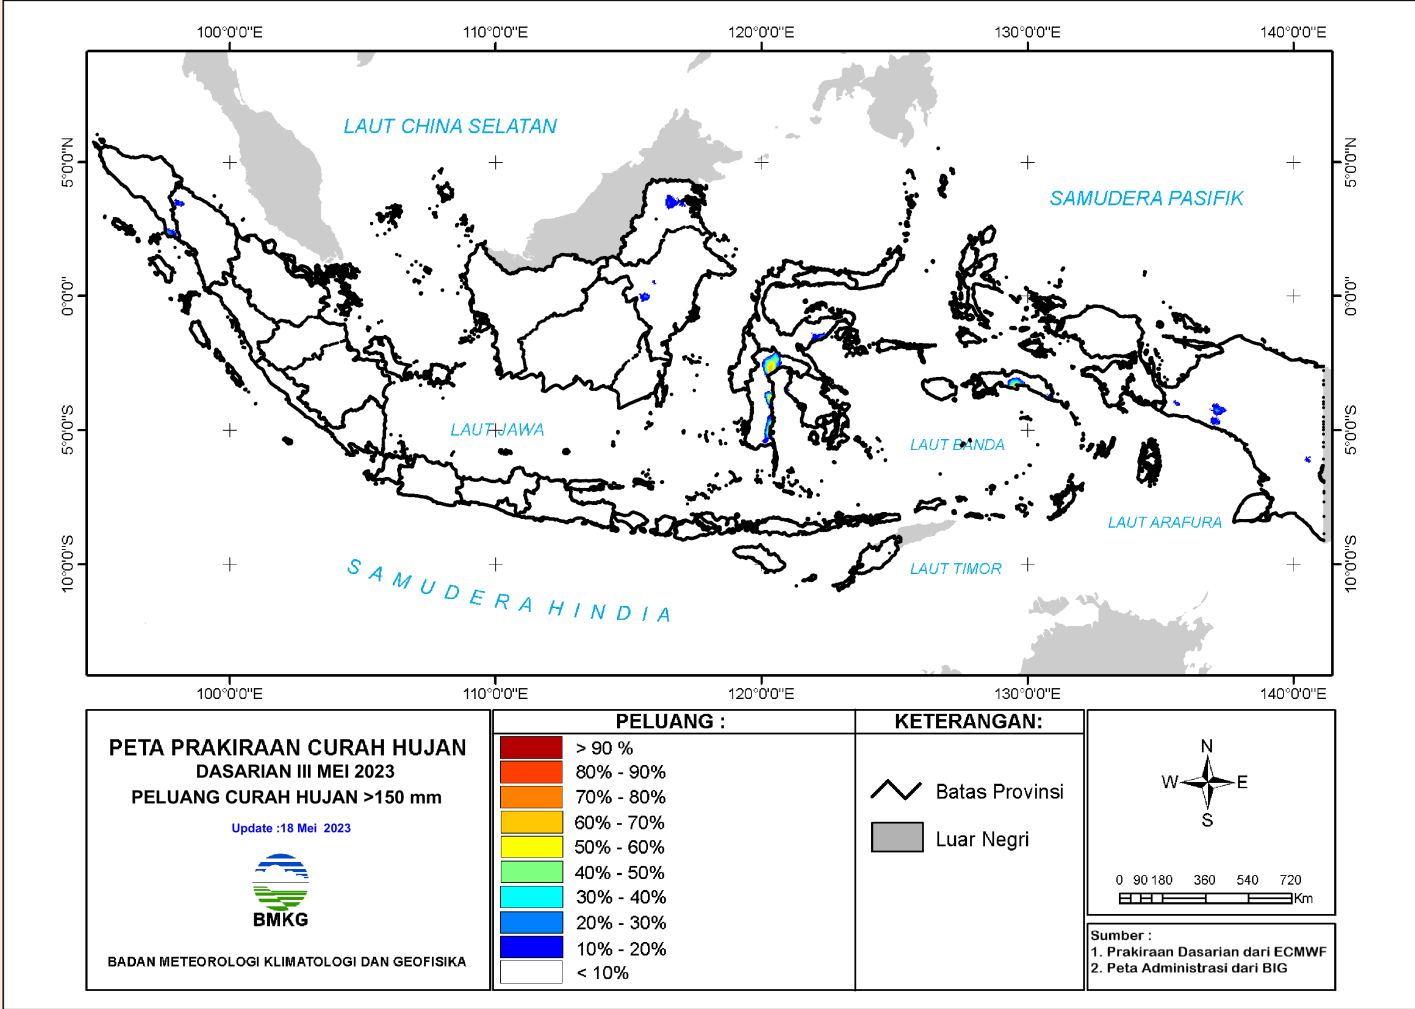 100°0'0"E 110°0'0"E 120°0'0"E 130°0'0"E 140°0'0"E
5°0'0"N
0°0'0"
5°0'0"S
10°0'0"S
LAUT CHINA SELATAN
SAMUDERA PASIFIK
LAUT JAWA
LAUT BANDA
LAUT ARAFURA
LAUT TIMOR
SAMUDERA HINDIA
5°0'0"N
0°0'0"
5°0'0"S
10°0'0"S
100°0'0"E 110°0'0"E 120°0'0"E 130°0'0"E 140°0'0"E
PETA PRAKIRAAN CURAH HUJAN
DASARIAN III MEI 2023
PELUANG CURAH HUJAN >150 mm
Update :18 Mei 2023
BMKG
BADAN METEOROLOGI KLIMATOLOGI DAN GEOFISIKA
PELUANG :
> 90 %
80% - 90%
70% - 80%
60% - 70%
50% - 60%
40% - 50%
30% - 40%
20% - 30%
10% - 20%
< 10%
KETERANGAN:
Batas Provinsi
Luar Negri
N
W E
S
0 90 180 360 540 720
Km
Sumber :
1. Prakiraan Dasarian dari ECMWF
2. Peta Administrasi dari BIG